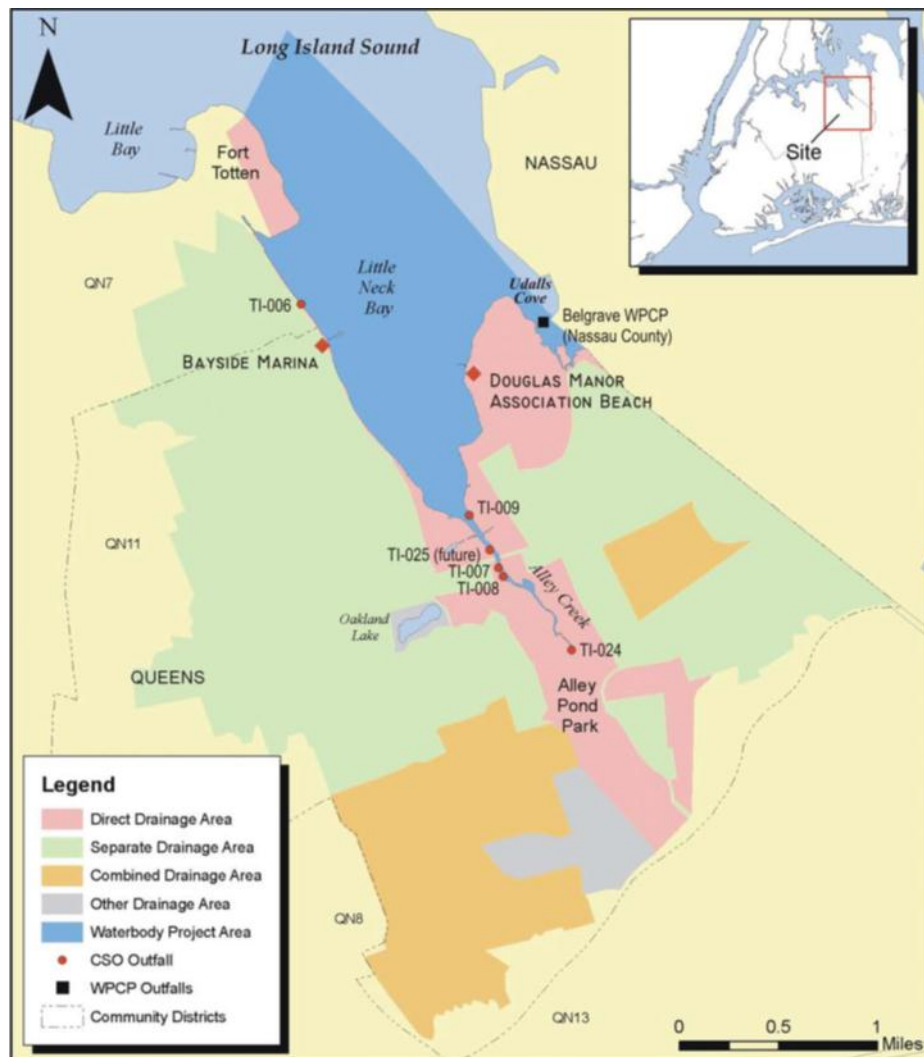 N
Long Island Sound
Little
Bay
Fort
Totten
NASSAU
Site
QN7
Little
Neck
Bay
Udalls
Cove
TI-006
Belgrave WPCP
(Nassau County)
BAYSIDE MARINA
DOUGLAS MANOR
ASSOCIATION BEACH
TI-009
QN11
TI-025 (future)
TI-007
TI-008
Alley Creek
Oakland
Lake
TI-024
QUEENS
Alley
Pond
Park
Legend
Direct Drainage Area
Separate Drainage Area
Combined Drainage Area
Other Drainage Area
Waterbody Project Area
CSO Outfall
WPCP Outfalls
Community Districts
QN8
QN13
0 0.5 1
Miles